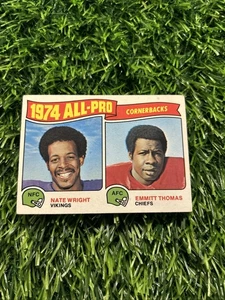 1974 ALL-PRO
CORNERBACKS
NFC
NATE WRIGHT
VIKINGS
AFC
EMMITT THOMAS
CHIEFS